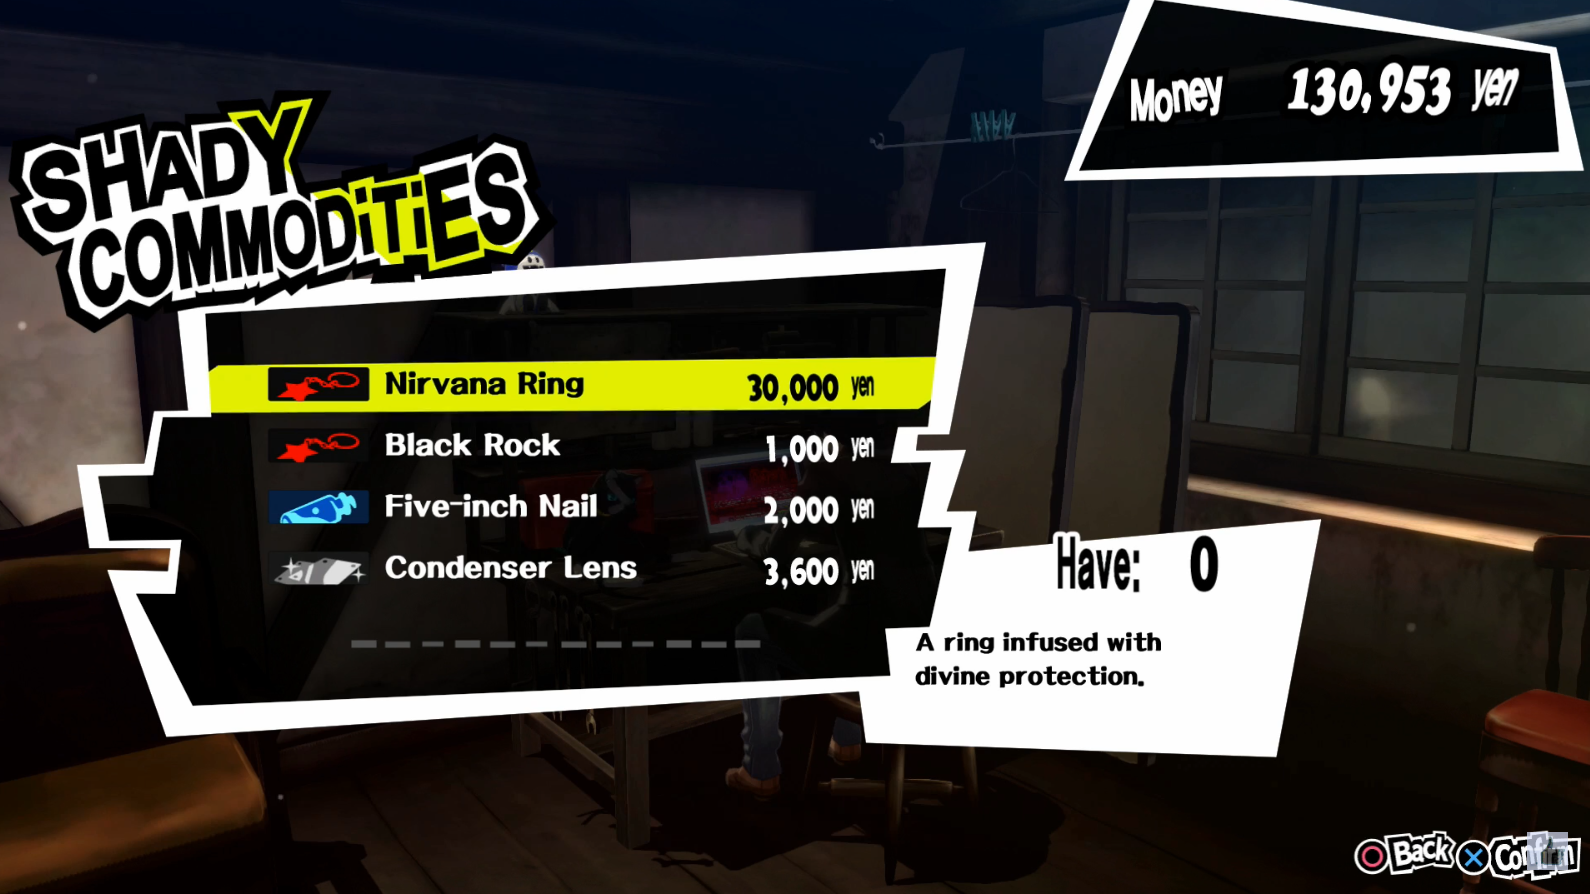 Money 130,953 yen
SHADY
COMMODiTiES
Nirvana Ring 30,000 yen
Black Rock 1,000 yen
Five-inch Nail 2,000 yen
Condenser Lens 3,600 yen
Have: 0
A ring infused with
divine protection.
Back Confirm